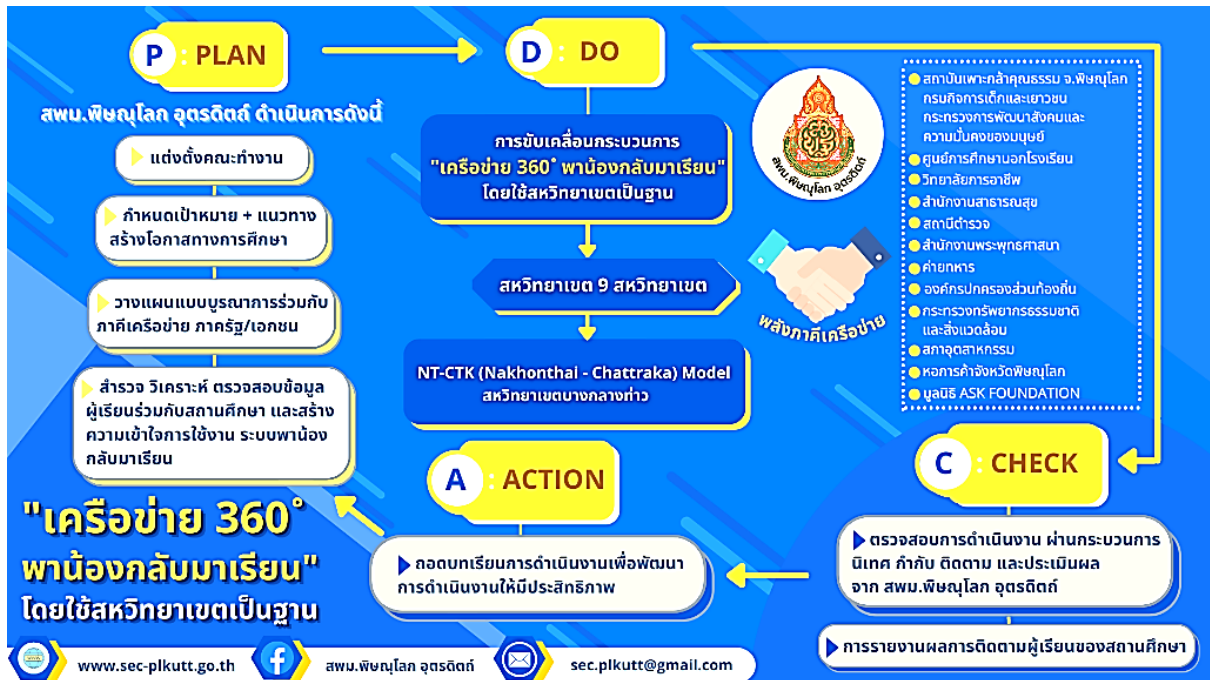 P : PLAN
สพม.พิษณุโลก อุตรดิตถ์ ดำเนินการดังนี้
แต่งตั้งคณะทำงาน
กำหนดเป้าหมาย + แนวทาง
สร้างโอกาสทางการศึกษา
วางแผนแบบบูรณาการร่วมกับ
ภาคีเครือข่าย ภาครัฐ/เอกชน
สำรวจ วิเคราะห์ ตรวจสอบข้อมูล
ผู้เรียนร่วมกับสถานศึกษา และสร้าง
ความเข้าใจการใช้งาน ระบบพาน้อง
กลับมาเรียน
D : DO
การขับเคลื่อนกระบวนการ
"เครือข่าย 360° พาน้องกลับมาเรียน"
โดยใช้สหวิทยาเขตเป็นฐาน
สหวิทยาเขต 9 สหวิทยาเขต
NT-CTK (Nakhonthai - Chattraka) Model
สหวิทยาเขตบางกลางท่าว
สพม.พิษณุโลก อุตรดิตถ์
พลังภาคีเครือข่าย
สถาบันเพาะกล้าคุณธรรม จ.พิษณุโลก
กรมกิจการเด็กและเยาวชน
กระทรวงการพัฒนาสังคมและ
ความมั่นคงของมนุษย์
ศูนย์การศึกษานอกโรงเรียน
วิทยาลัยการอาชีพ
สำนักงานสาธารณสุข
สถานีตำรวจ
สำนักงานพระพุทธศาสนา
ค่ายทหาร
องค์กรปกครองส่วนท้องถิ่น
กระทรวงทรัพยากรธรรมชาติ
และสิ่งแวดล้อม
สภาอุตสาหกรรม
หอการค้าจังหวัดพิษณุโลก
มูลนิธิ ASK FOUNDATION
C : CHECK
ตรวจสอบการดำเนินงาน ผ่านกระบวนการ
นิเทศ กำกับ ติดตาม และประเมินผล
จาก สพม.พิษณุโลก อุตรดิตถ์
การรายงานผลการติดตามผู้เรียนของสถานศึกษา
A : ACTION
ถอดบทเรียนการดำเนินงานเพื่อพัฒนา
การดำเนินงานให้มีประสิทธิภาพ
"เครือข่าย 360°
พาน้องกลับมาเรียน"
โดยใช้สหวิทยาเขตเป็นฐาน
www.sec-plkutt.go.th
สพม.พิษณุโลก อุตรดิตถ์
sec.plkutt@gmail.com